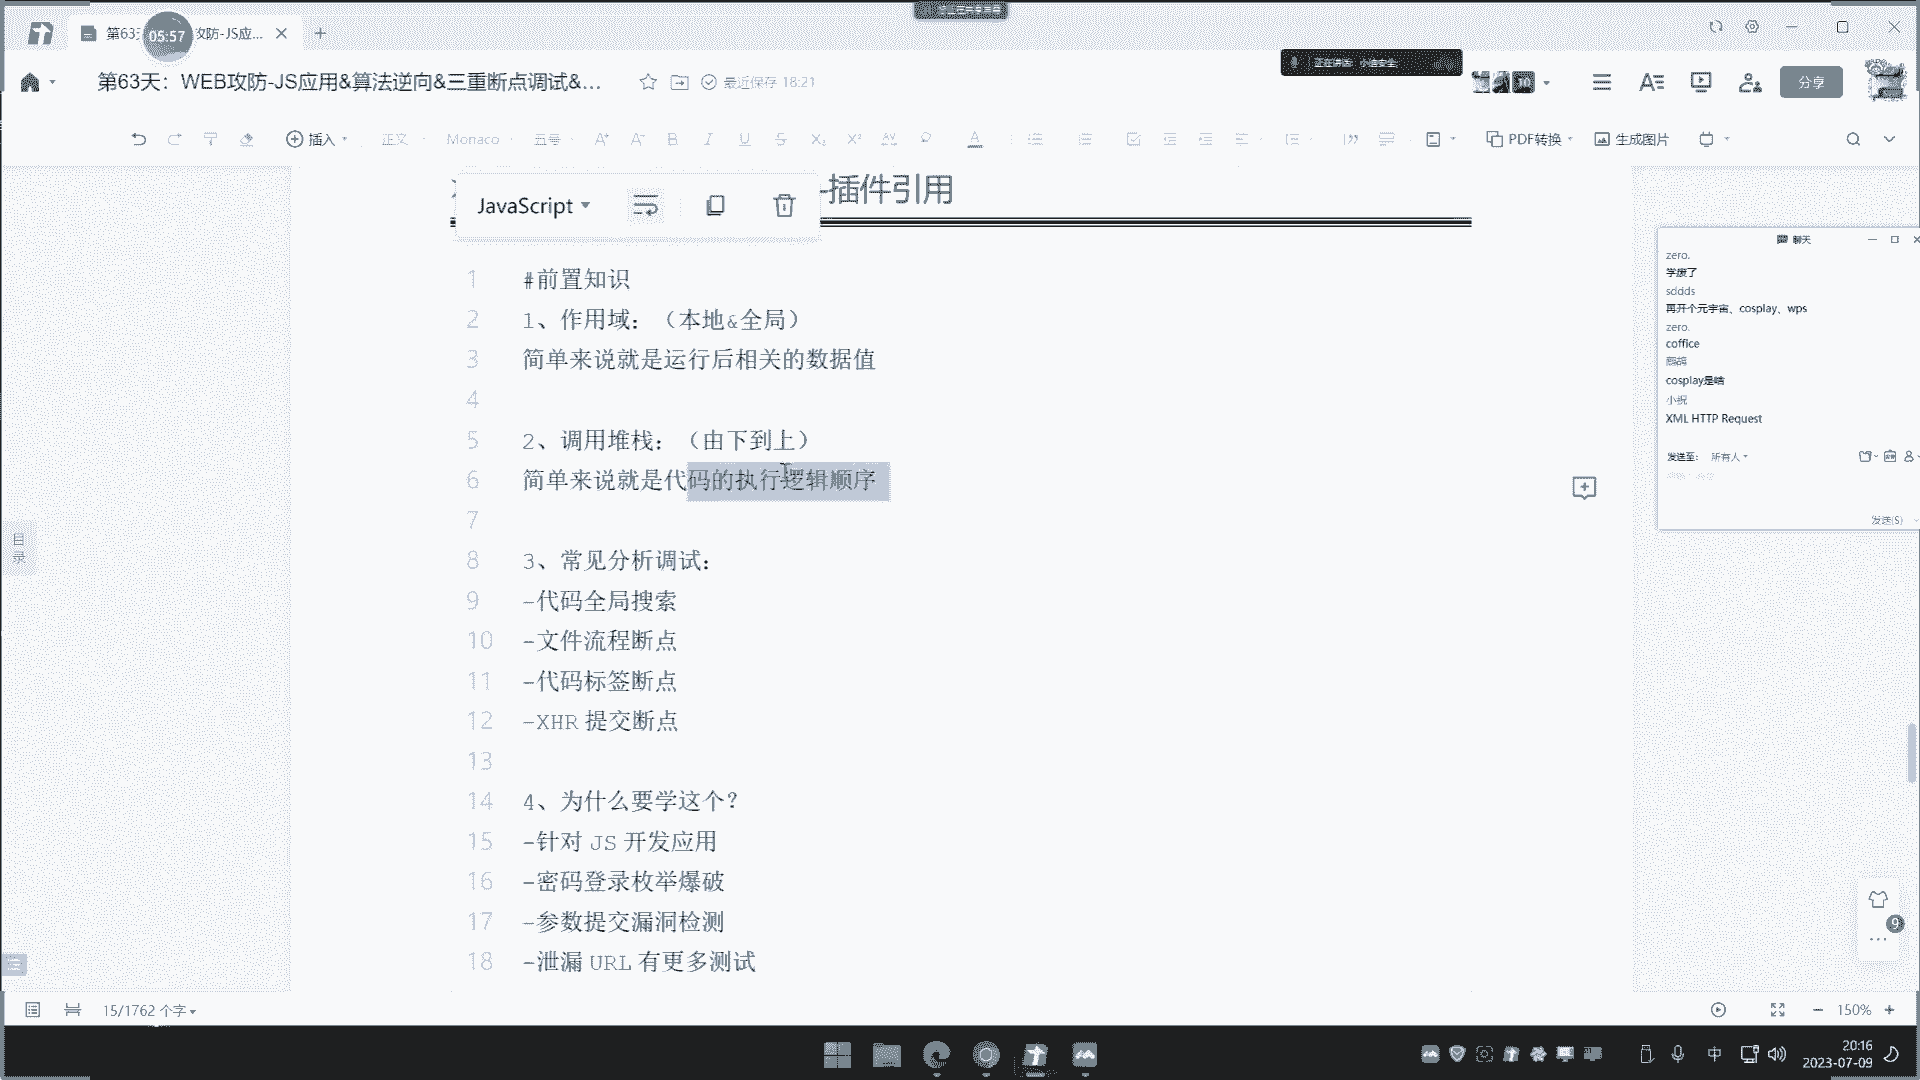 第63
05:57
攻防-JS应...
第63天：WEB攻防-JS应用&算法逆向&三重断点调试&...
最近保存 18:21
正在讲话: 小迪安全
分享
插入
正文
Monaco
五号
PDF转换
生成图片
JavaScript
-插件引用
1 #前置知识
2 1、作用域：（本地&全局）
3 简单来说就是运行后相关的数据值
4
5 2、调用堆栈：（由下到上）
6 简单来说就是代码的执行逻辑顺序
7
8 3、常见分析调试：
9 -代码全局搜索
10 -文件流程断点
11 -代码标签断点
12 -XHR 提交断点
13
14 4、为什么要学这个？
15 -针对 JS 开发应用
16 -密码登录枚举爆破
17 -参数提交漏洞检测
18 -泄漏 URL 有更多测试
目录
聊天
zero.
学废了
sddds
再开个元宇宙、cosplay、wps
zero.
coffice
cosplay是啥
小祝
XML HTTP Request
发送至: 所有人
发送(S)
9
15/1762 个字
150%
中
20:16
2023-07-09